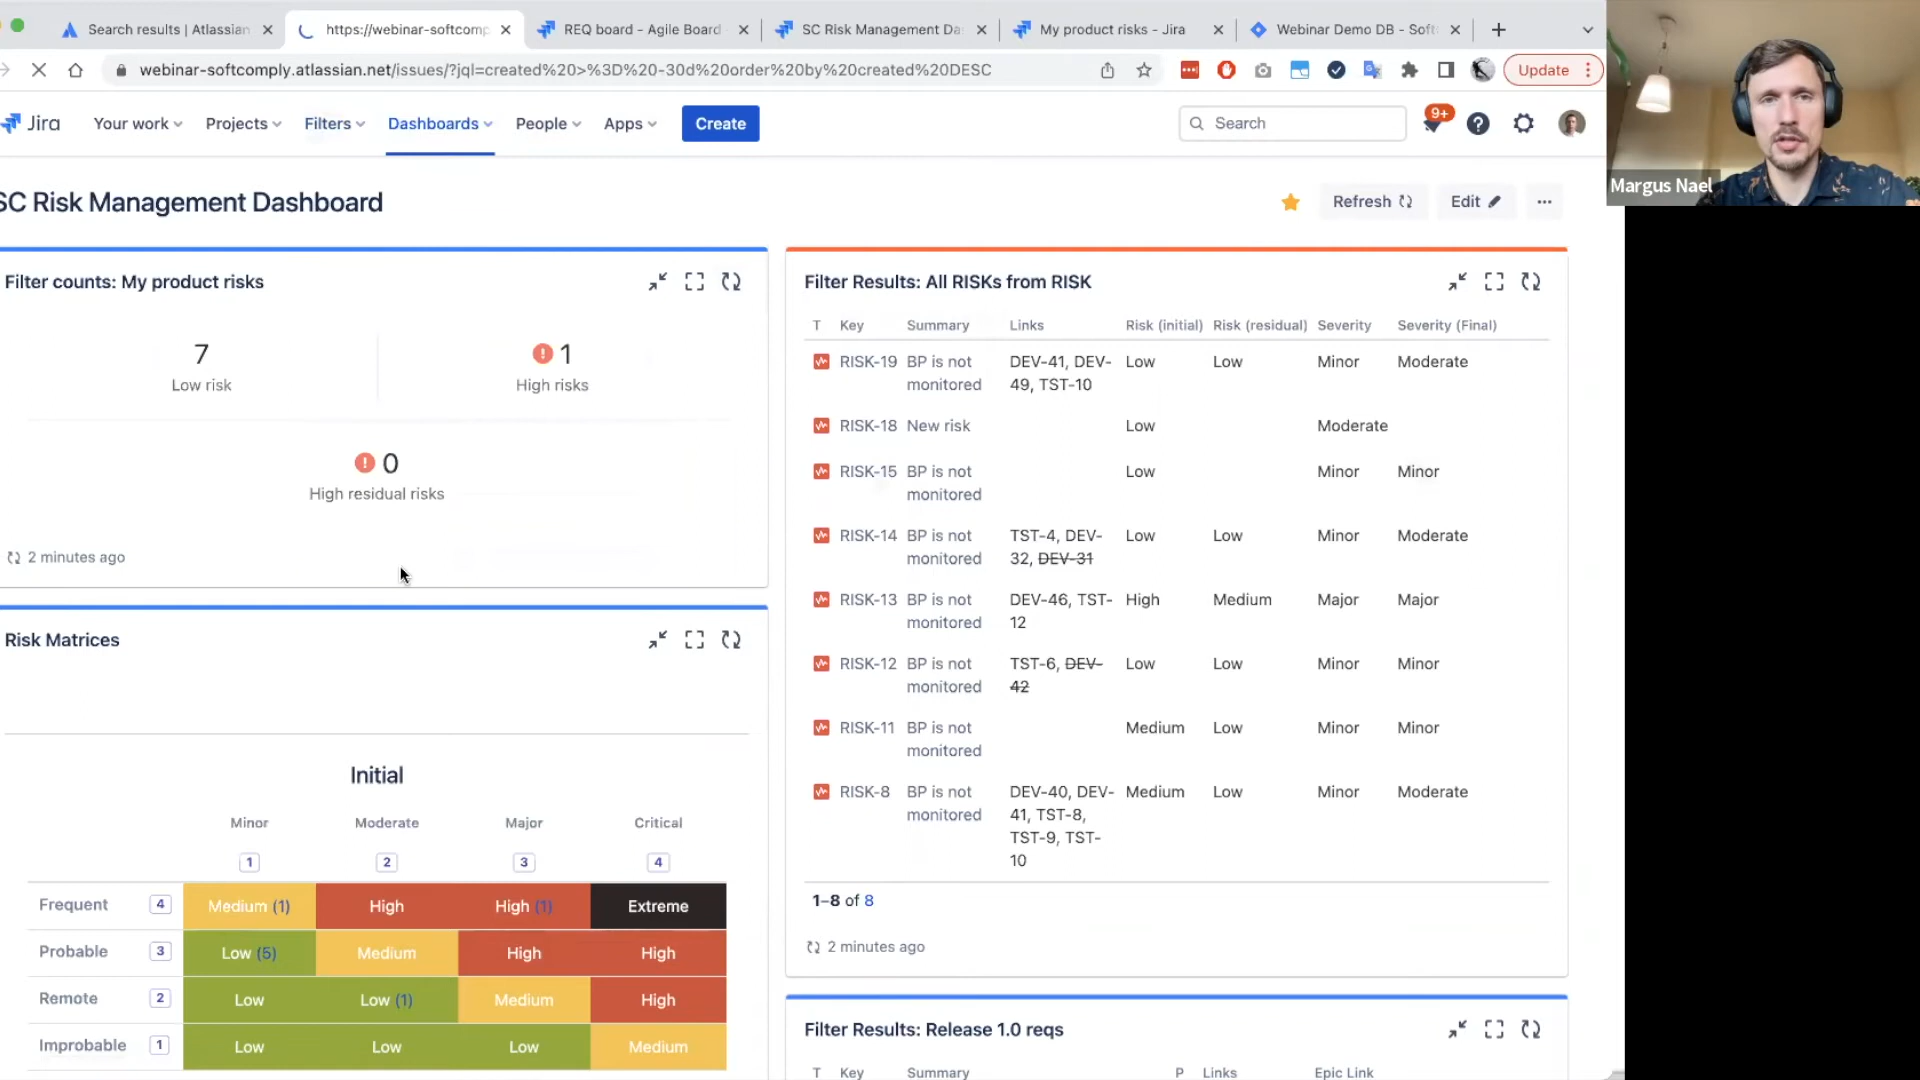 Search results | Atlassian
https://webinar-softcomp
REQ board - Agile Board
SC Risk Management Da
My product risks - Jira
Webinar Demo DB - Soft
webinar-softcomply.atlassian.net/issues/?jql=created%20>%3D%20-30d%20order%20by%20created%20DESC
Update
Jira
Your work
Projects
Filters
Dashboards
People
Apps
Create
Search
9+
Margus Nael
SC Risk Management Dashboard
Refresh
Edit
Filter counts: My product risks
7
Low risk
1
High risks
0
High residual risks
2 minutes ago
Risk Matrices
Initial
Minor Moderate Major Critical
1 2 3 4
Frequent 4 Medium (1) High High (1) Extreme
Probable 3 Low (5) Medium High High
Remote 2 Low Low (1) Medium High
Improbable 1 Low Low Low Medium
Filter Results: All RISKs from RISK
T Key Summary Links Risk (initial) Risk (residual) Severity Severity (Final)
RISK-19 BP is not DEV-41, DEV- Low Low Minor Moderate
monitored 49, TST-10
RISK-18 New risk Low Moderate
RISK-15 BP is not Low Minor Minor
monitored
RISK-14 BP is not TST-4, DEV- Low Low Minor Moderate
monitored 32, DEV-31
RISK-13 BP is not DEV-46, TST- High Medium Major Major
monitored 12
RISK-12 BP is not TST-6, DEV- Low Low Minor Minor
monitored 42
RISK-11 BP is not Medium Low Minor Minor
monitored
RISK-8 BP is not DEV-40, DEV- Medium Low Minor Moderate
monitored 41, TST-8,
TST-9, TST-
10
1–8 of 8
2 minutes ago
Filter Results: Release 1.0 reqs
T Key Summary P Links Epic Link